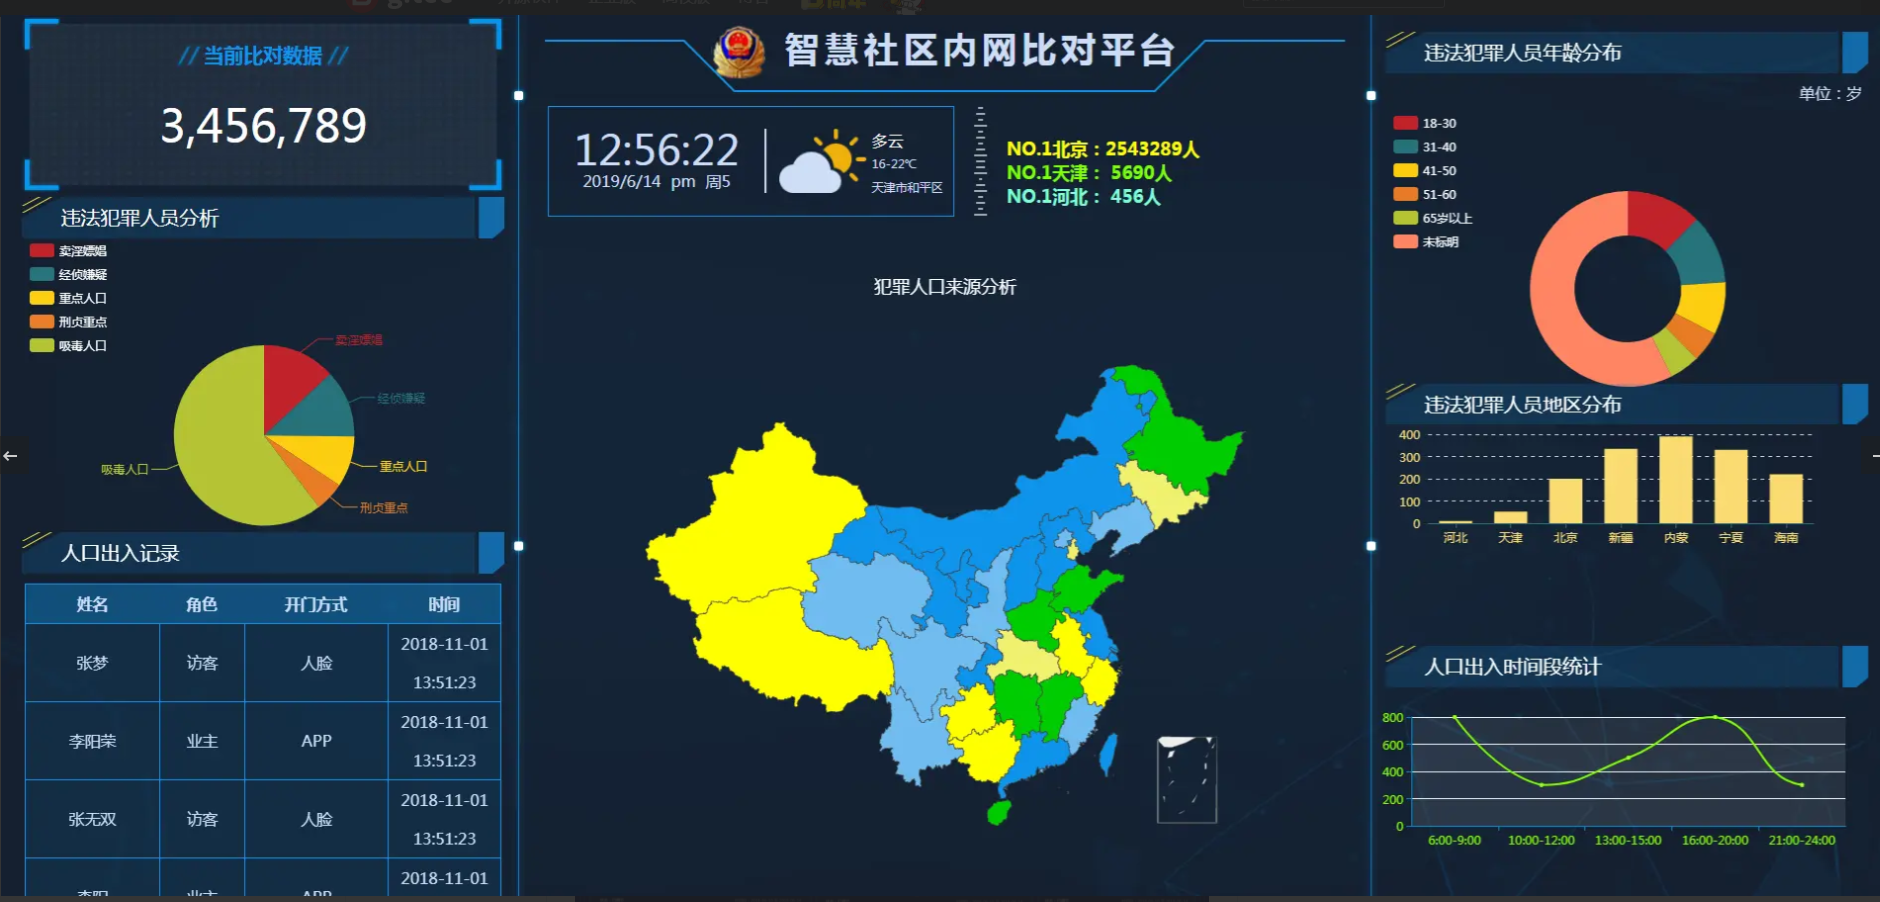 // 当前比对数据 //
3,456,789
违法犯罪人员分析
卖淫嫖娼
经侦嫌疑
重点人口
刑贞重点
吸毒人口
卖淫嫖娼
经侦嫌疑
重点人口
刑贞重点
吸毒人口
人口出入记录
姓名 角色 开门方式 时间
张梦 访客 人脸 2018-11-01
13:51:23
李阳荣 业主 APP 2018-11-01
13:51:23
张无双 访客 人脸 2018-11-01
13:51:23
李阳 业主 APP 2018-11-01
智慧社区内网比对平台
12:56:22
2019/6/14 pm 周5
多云
16-22℃
天津市和平区
NO.1北京：2543289人
NO.1天津： 5690人
NO.1河北： 456人
犯罪人口来源分析
违法犯罪人员年龄分布
单位：岁
18-30
31-40
41-50
51-60
65岁以上
未标明
违法犯罪人员地区分布
400
300
200
100
0
河北 天津 北京 新疆 内蒙 宁夏 海南
人口出入时间段统计
800
600
400
200
0
6:00-9:00 10:00-12:00 13:00-15:00 16:00-20:00 21:00-24:00